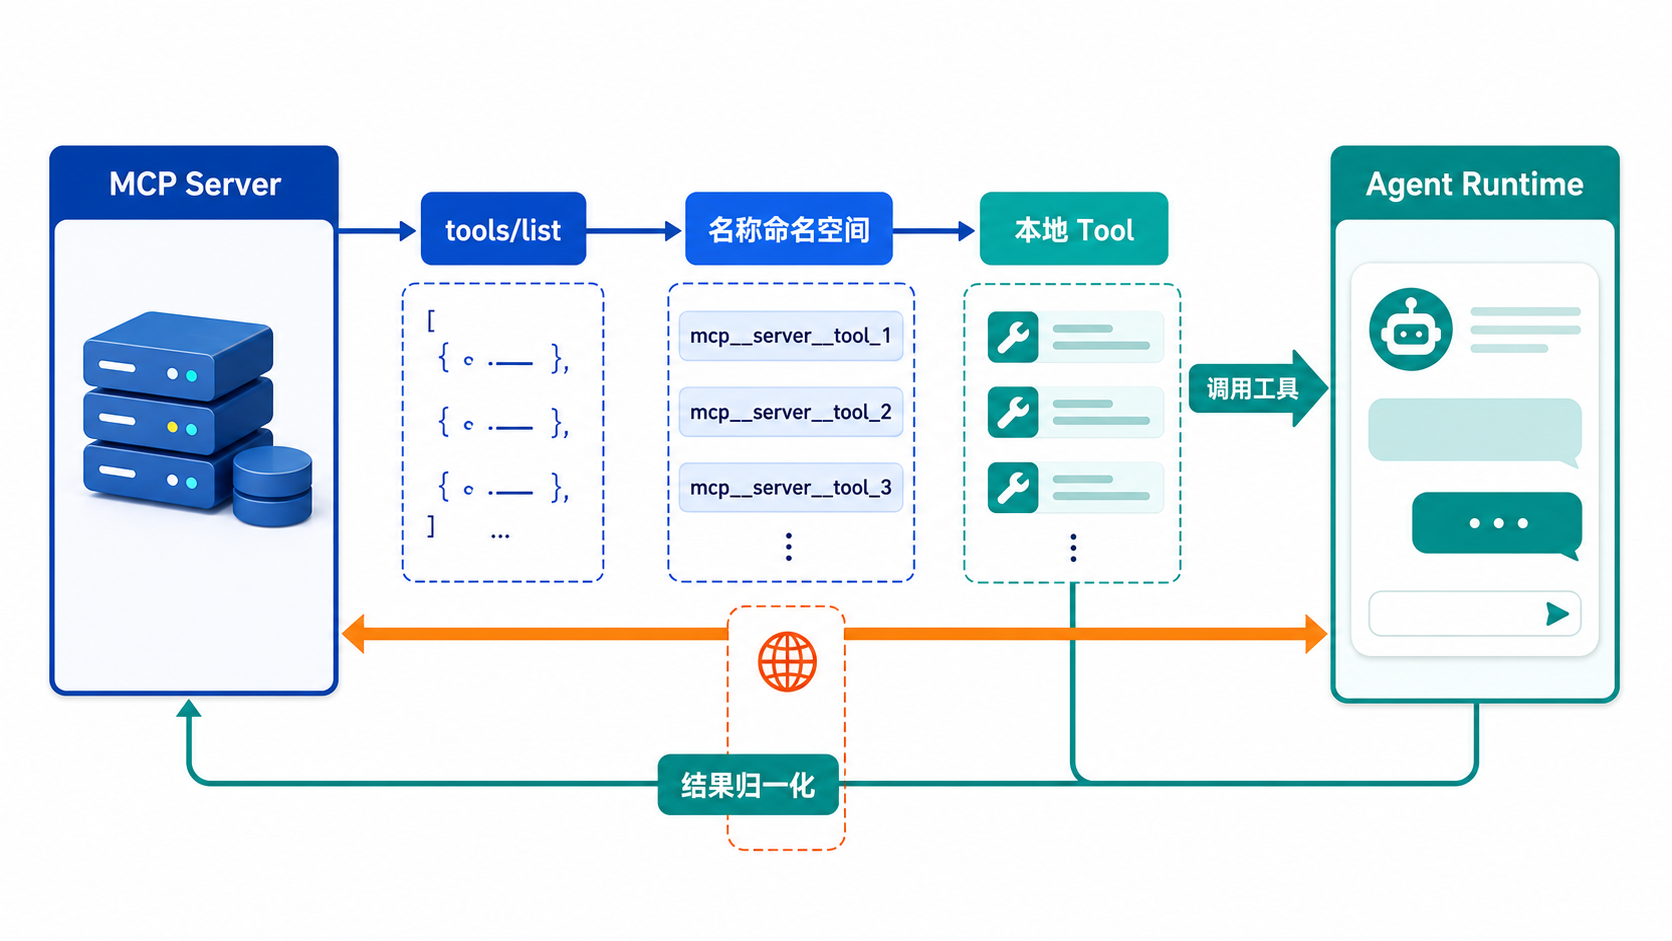 MCP Server
tools/list
名称命名空间
本地 Tool
Agent Runtime
[
{ },
{ },
{ },
]
...
mcp__server__tool_1
mcp__server__tool_2
mcp__server__tool_3
调用工具
结果归一化